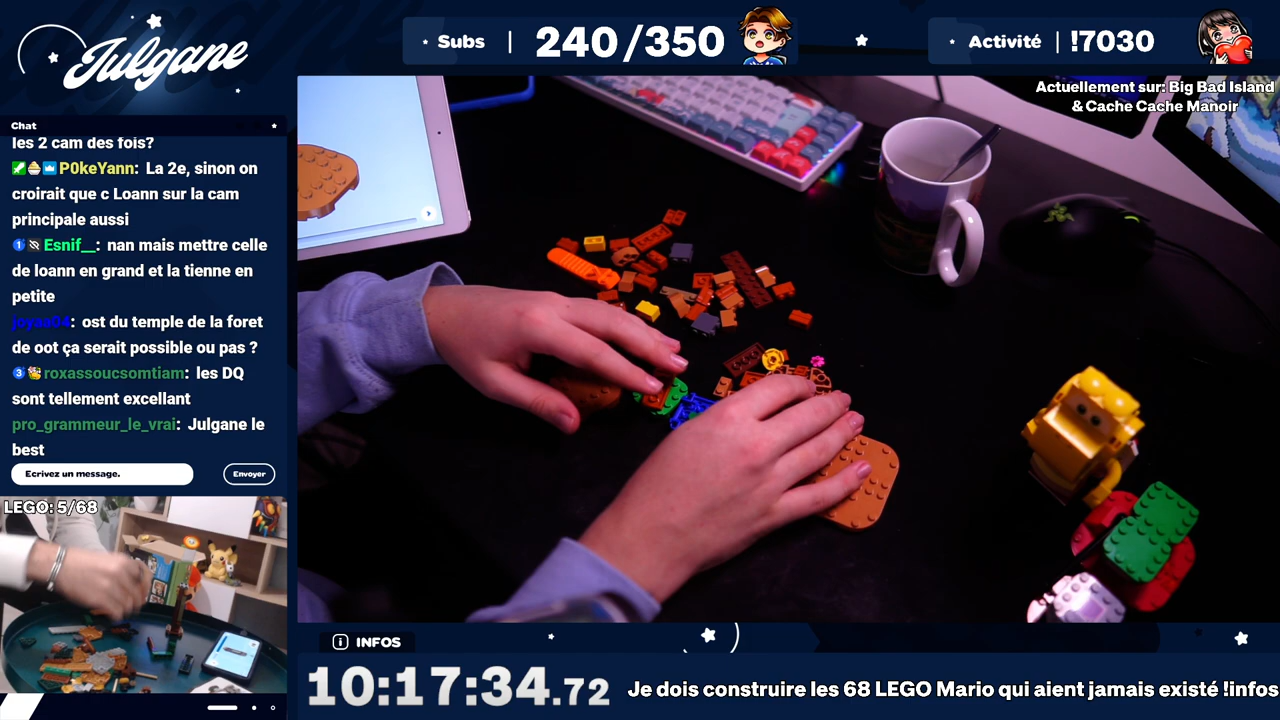 Julgane
Subs | 240/350
Activité | !7030
Actuellement sur: Big Bad Island
& Cache Cache Manoir
Chat
les 2 cam des fois?
P0keYann: La 2e, sinon on
croirait que c Loann sur la cam
principale aussi
1 Esnif__: nan mais mettre celle
de loann en grand et la tienne en
petite
joyaa04: ost du temple de la foret
de oot ça serait possible ou pas ?
3 roxassoucsomtiam: les DQ
sont tellement excellant
pro_grammeur_le_vrai: Julgane le
best
Ecrivez un message. Envoyer
LEGO: 5/68
INFOS
10:17:34.72
Je dois construire les 68 LEGO Mario qui aient jamais existé !infos